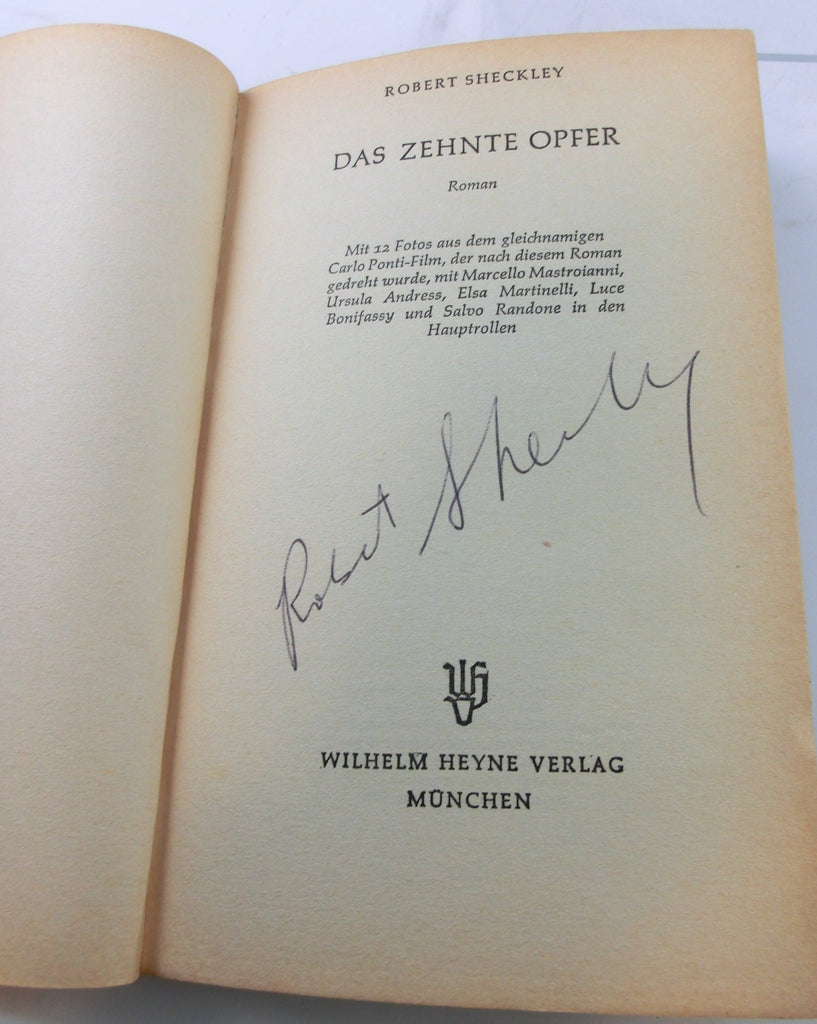 ROBERT SHECKLEY
DAS ZEHNTE OPFER
Roman
Mit 12 Fotos aus dem gleichnamigen
Carlo Ponti-Film, der nach diesem Roman
gedreht wurde, mit Marcello Mastroianni,
Ursula Andress, Elsa Martinelli, Luce
Bonifassy und Salvo Randone in den
Hauptrollen
Robert Sheckley
WILHELM HEYNE VERLAG
MÜNCHEN